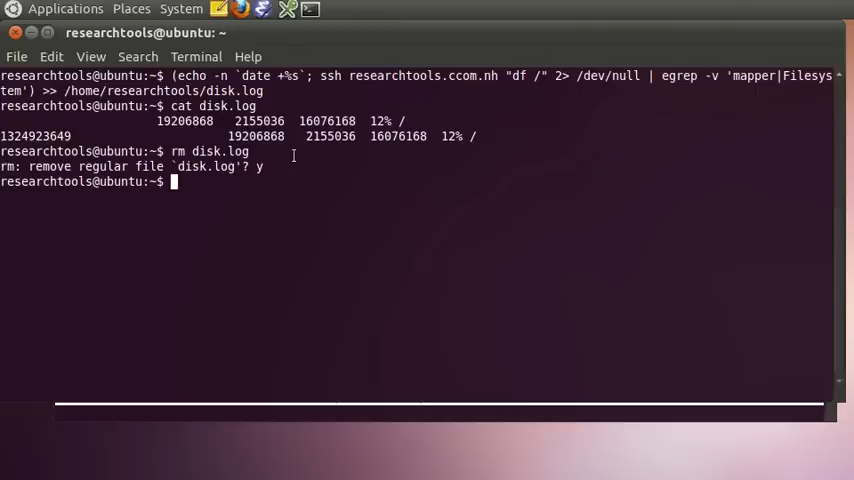 Applications Places System
researchtools@ubuntu: ~
File Edit View Search Terminal Help
researchtools@ubuntu:~$ (echo -n `date +%s`; ssh researchtools.ccom.nh "df /" 2> /dev/null | egrep -v 'mapper|Filesys
tem') >> /home/researchtools/disk.log
researchtools@ubuntu:~$ cat disk.log
19206868 2155036 16076168 12% /
1324923649 19206868 2155036 16076168 12% /
researchtools@ubuntu:~$ rm disk.log
rm: remove regular file `disk.log'? y
researchtools@ubuntu:~$